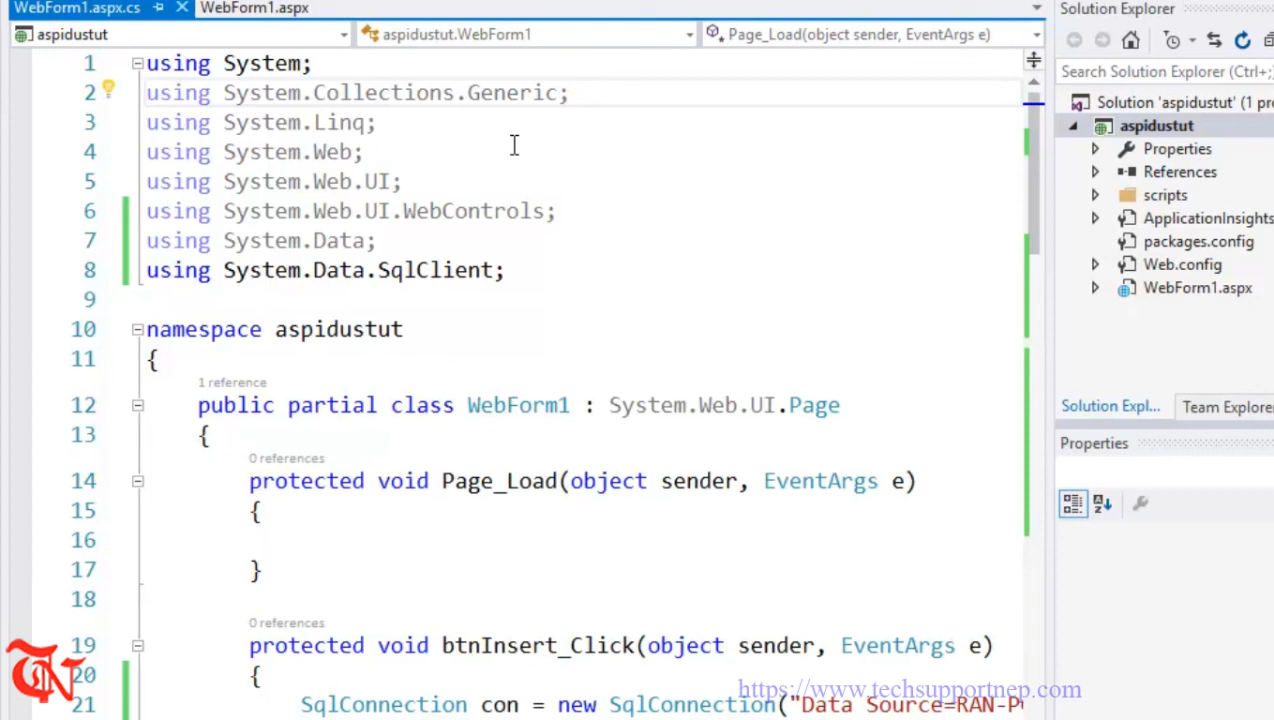 WebForm1.aspx.cs WebForm1.aspx
aspidustut aspidustut.WebForm1 Page_Load(object sender, EventArgs e)
1 using System;
2 using System.Collections.Generic;
3 using System.Linq;
4 using System.Web;
5 using System.Web.UI;
6 using System.Web.UI.WebControls;
7 using System.Data;
8 using System.Data.SqlClient;
9
10 namespace aspidustut
11 {
1 reference
12 public partial class WebForm1 : System.Web.UI.Page
13 {
0 references
14 protected void Page_Load(object sender, EventArgs e)
15 {
16
17 }
18
0 references
19 protected void btnInsert_Click(object sender, EventArgs e)
20 {
21 SqlConnection con = new SqlConnection("Data Source=RAN-P
Solution Explorer
Search Solution Explorer (Ctrl+;
Solution 'aspidustut' (1 pr
aspidustut
Properties
References
scripts
ApplicationInsights
packages.config
Web.config
WebForm1.aspx
Solution Expl... Team Explorer
Properties
TN
https://www.techsupportnep.com